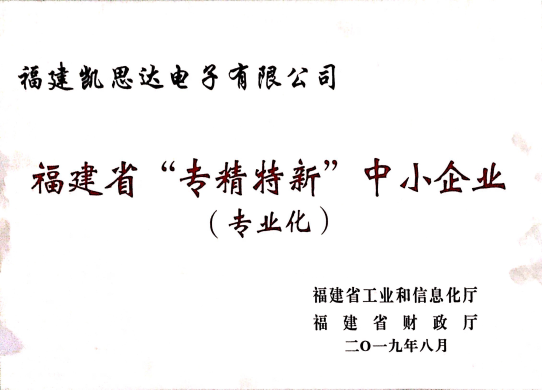 福建凯思达电子有限公司
福建省“专精特新”中小企业
（专业化）
福建省工业和信息化厅
福建省财政厅
二〇一九年八月